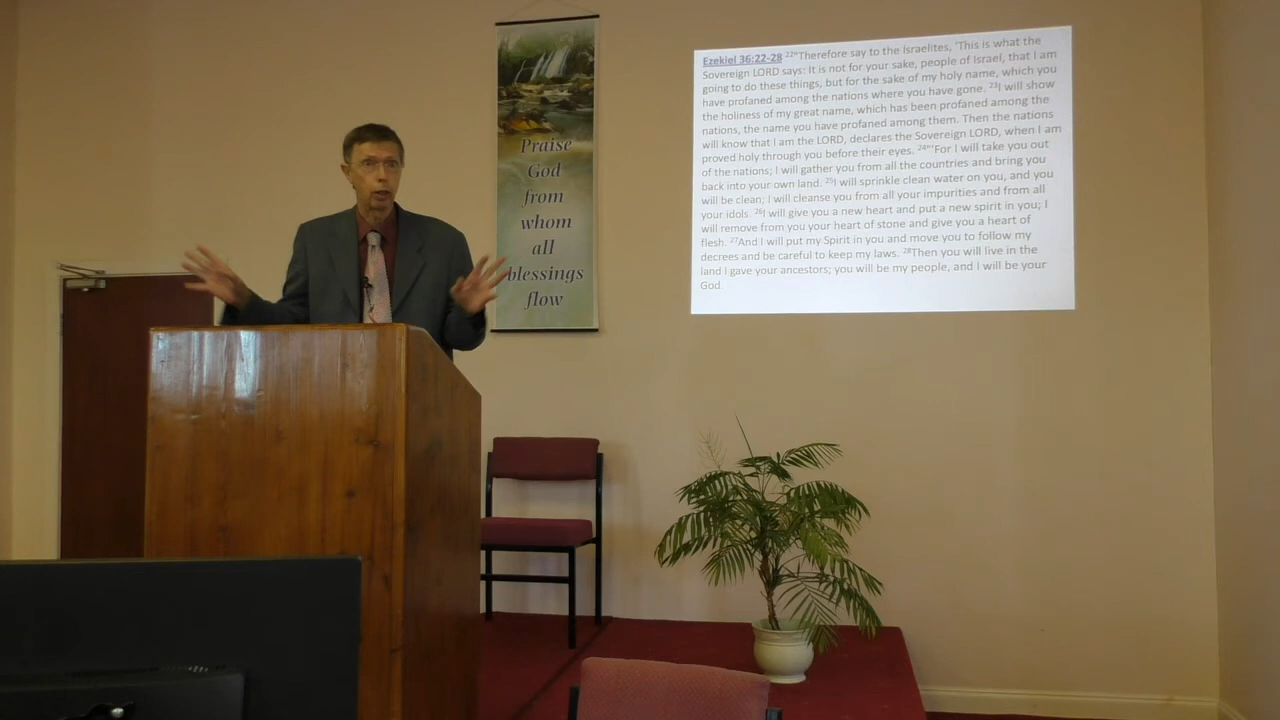 Praise
God
from
whom
all
blessings
flow
Ezekiel 36:22-28 22"Therefore say to the Israelites, 'This is what the
Sovereign LORD says: It is not for your sake, people of Israel, that I am
going to do these things, but for the sake of my holy name, which you
have profaned among the nations where you have gone. 23I will show
the holiness of my great name, which has been profaned among the
nations, the name you have profaned among them. Then the nations
will know that I am the LORD, declares the Sovereign LORD, when I am
proved holy through you before their eyes. 24"'For I will take you out
of the nations; I will gather you from all the countries and bring you
back into your own land. 25I will sprinkle clean water on you, and you
will be clean; I will cleanse you from all your impurities and from all
your idols. 26I will give you a new heart and put a new spirit in you; I
will remove from you your heart of stone and give you a heart of
flesh. 27And I will put my Spirit in you and move you to follow my
decrees and be careful to keep my laws. 28Then you will live in the
land I gave your ancestors; you will be my people, and I will be your
God.